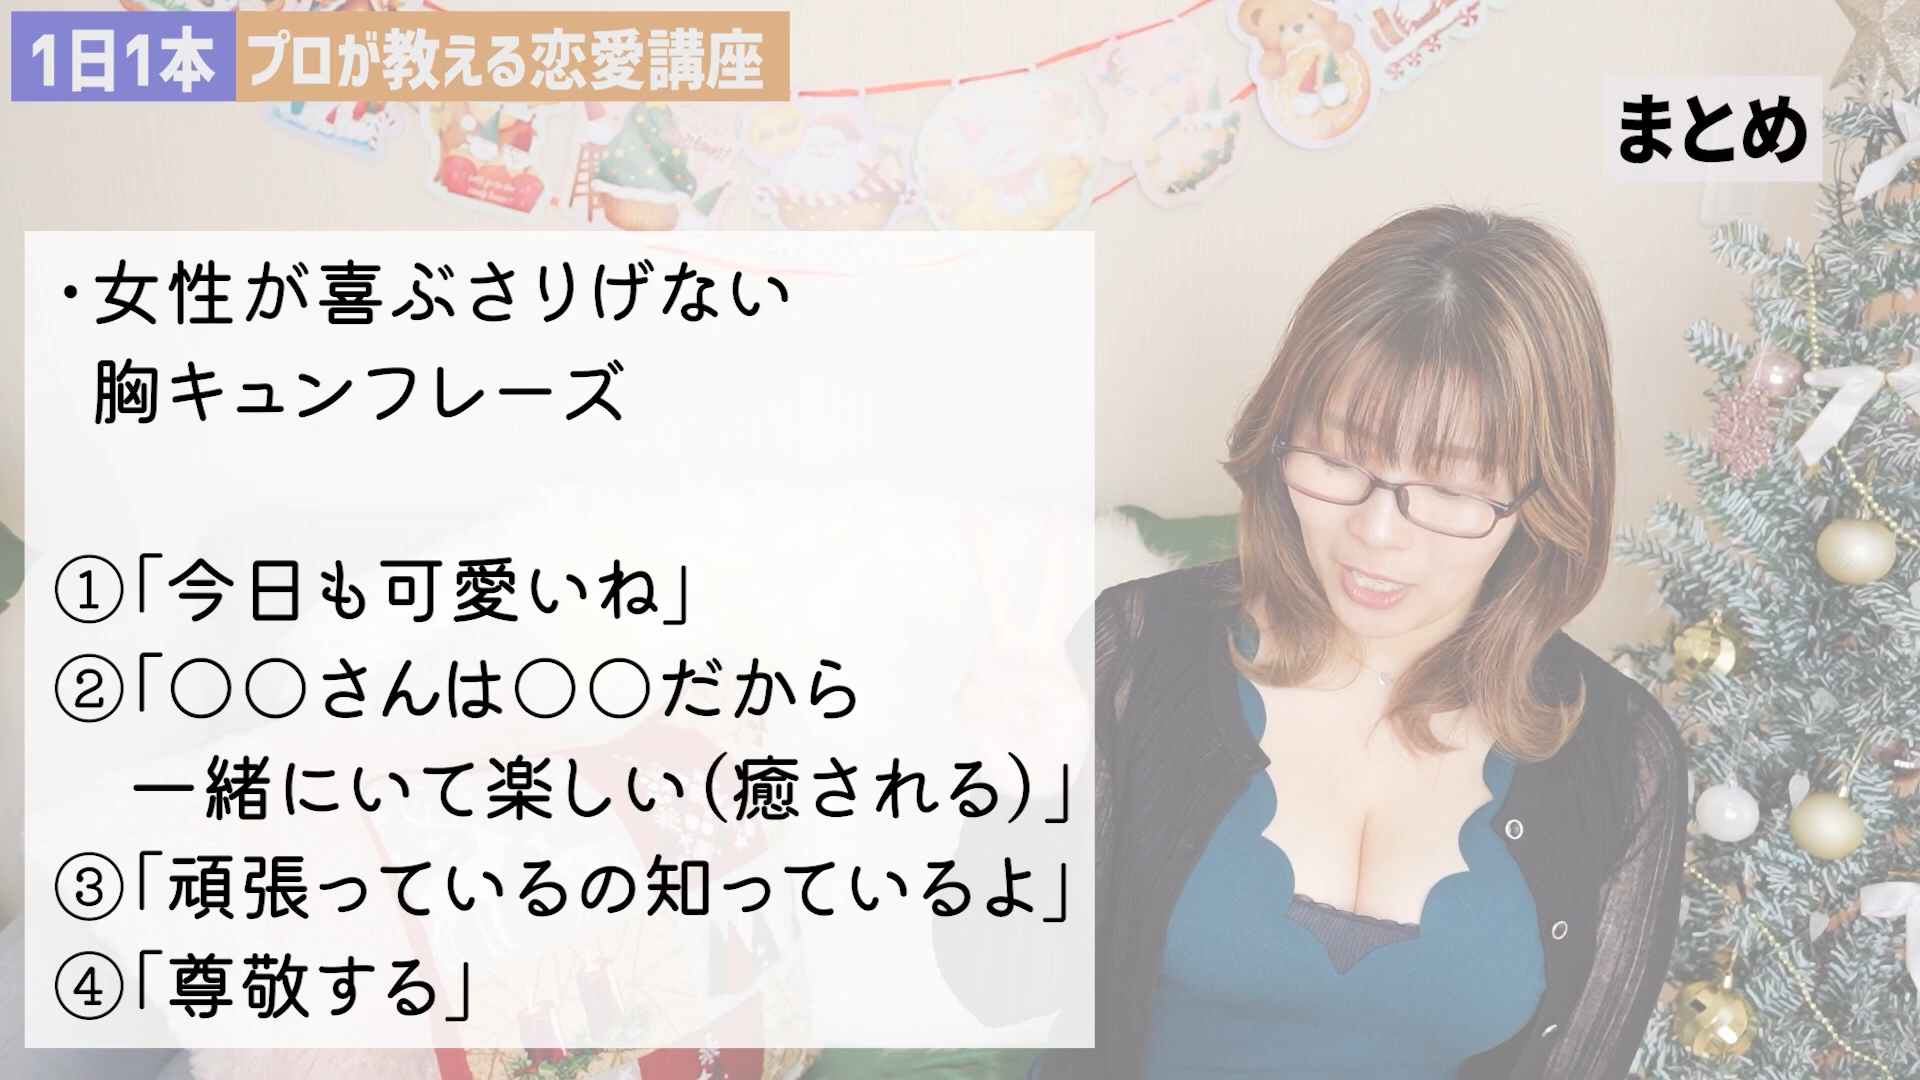 1日1本 プロが教える恋愛講座
まとめ
・女性が喜ぶさりげない
胸キュンフレーズ
①「今日も可愛いね」
②「〇〇さんは〇〇だから
一緒にいて楽しい(癒される)」
③「頑張っているの知っているよ」
④「尊敬する」